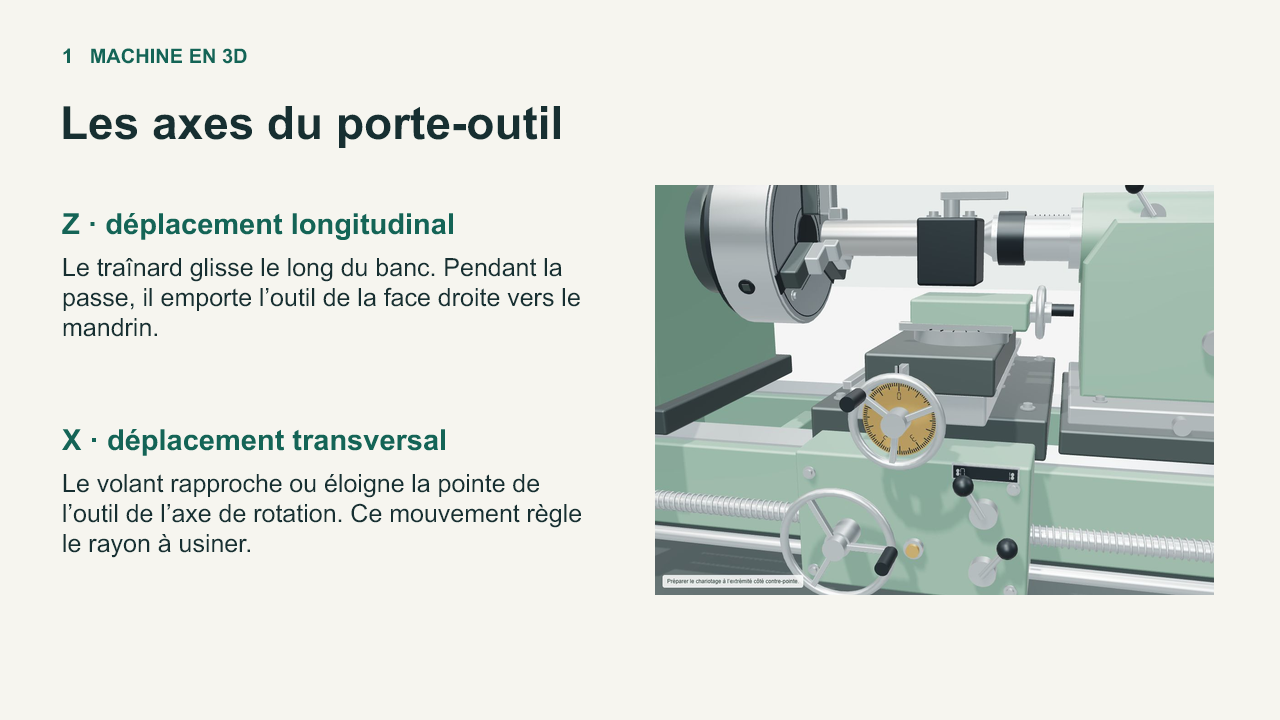 1 MACHINE EN 3D
Les axes du porte-outil
Z · déplacement longitudinal
Le traînard glisse le long du banc. Pendant la
passe, il emporte l’outil de la face droite vers le
mandrin.
X · déplacement transversal
Le volant rapproche ou éloigne la pointe de
l’outil de l’axe de rotation. Ce mouvement règle
le rayon à usiner.
0
Préparer le chariotage à l’extrémité côté contre-pointe.